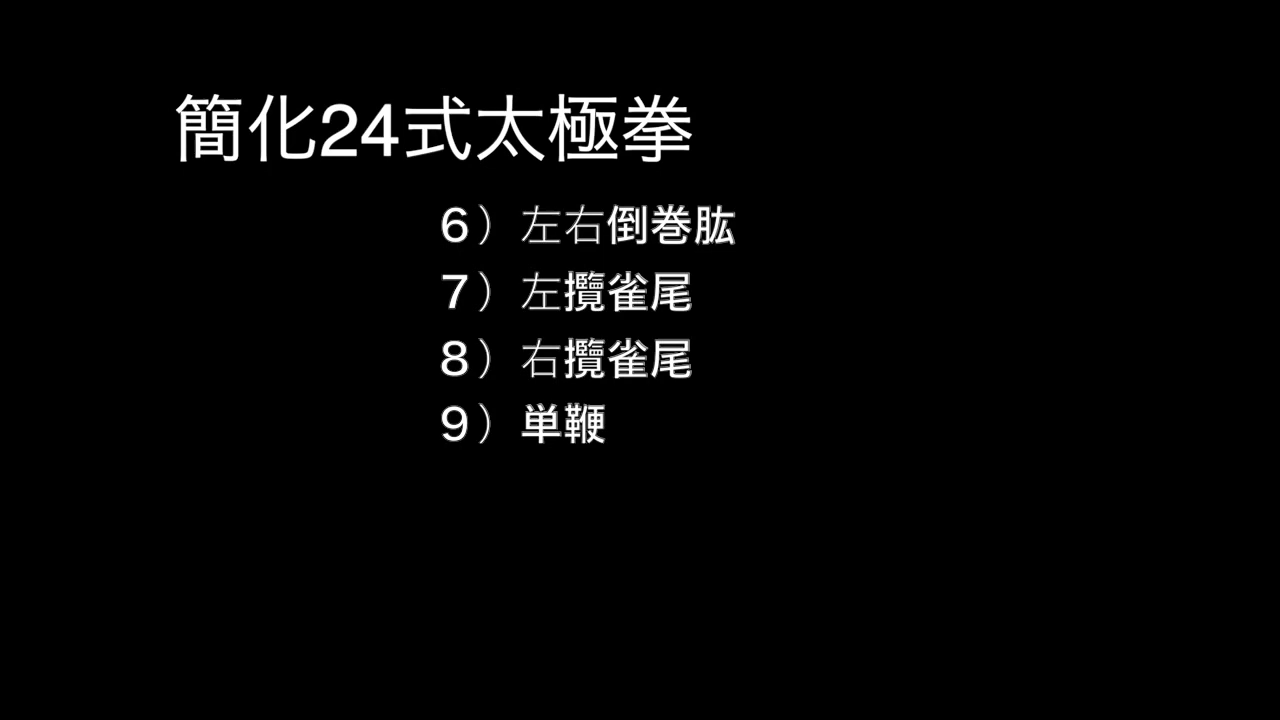 簡化24式太極拳
６）左右倒巻肱
７）左攬雀尾
８）右攬雀尾
９）単鞭